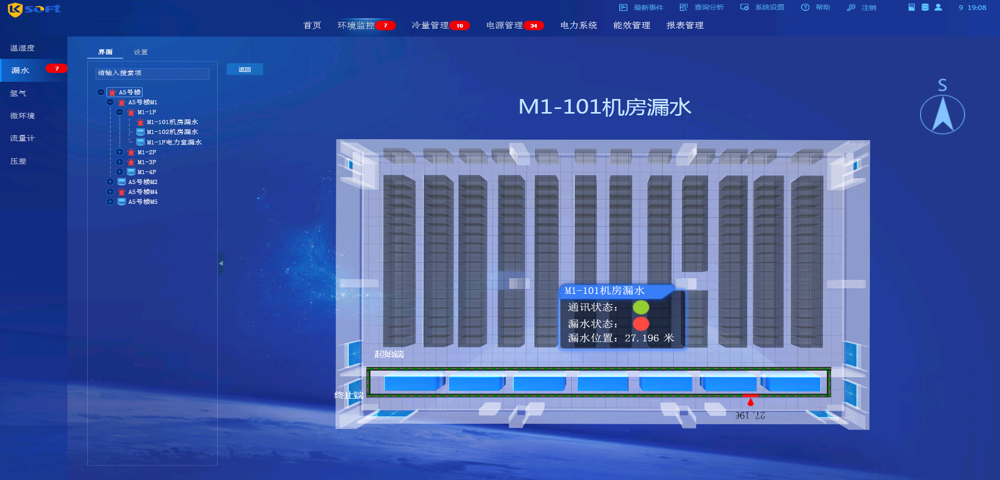 KSOFT
最新事件
查询分析
系统设置
帮助
注销
9 19:08
首页
环境监控 7
冷量管理 10
电源管理 34
电力系统
能效管理
报表管理
温湿度
漏水 7
氢气
微环境
流量计
压差
界面
设置
请输入搜索项
返回
A5号楼
A5号楼M1
M1-1F
M1-101机房漏水
M1-102机房漏水
M1-1F电力室漏水
M1-2F
M1-3F
M1-4F
A5号楼M2
A5号楼M4
A5号楼M5
M1-101机房漏水
S
M1-101机房漏水
通讯状态：
漏水状态：
漏水位置：27.196 米
起始端
终止端
27.196